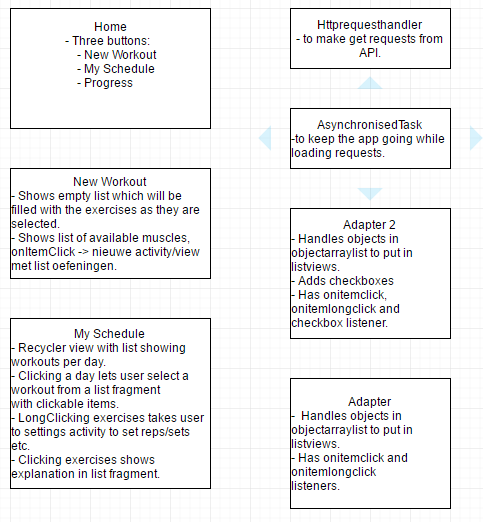 Home
- Three buttons:
- New Workout
- My Schedule
- Progress
New Workout
- Shows empty list which will be
filled with the exercises as they are
selected.
- Shows list of available muscles,
onItemClick -> nieuwe activity/view
met list oefeningen.
My Schedule
- Recycler view with list showing
workouts per day.
- Clicking a day lets user select a
workout from a list fragment
with clickable items.
- LongClicking exercises takes user
to settings activity to set reps/sets
etc.
- Clicking exercises shows
explanation in list fragment.
Httprequesthandler
- to make get requests from
API.
AsynchronisedTask
-to keep the app going while
loading requests.
Adapter 2
- Handles objects in
objectarraylist to put in
listviews.
- Adds checkboxes
- Has onitemclick,
onitemlongclick and
checkbox listener.
Adapter
- Handles objects in
objectarraylist to put in
listviews.
- Has onitemclick and
onitemlongclick
listeners.